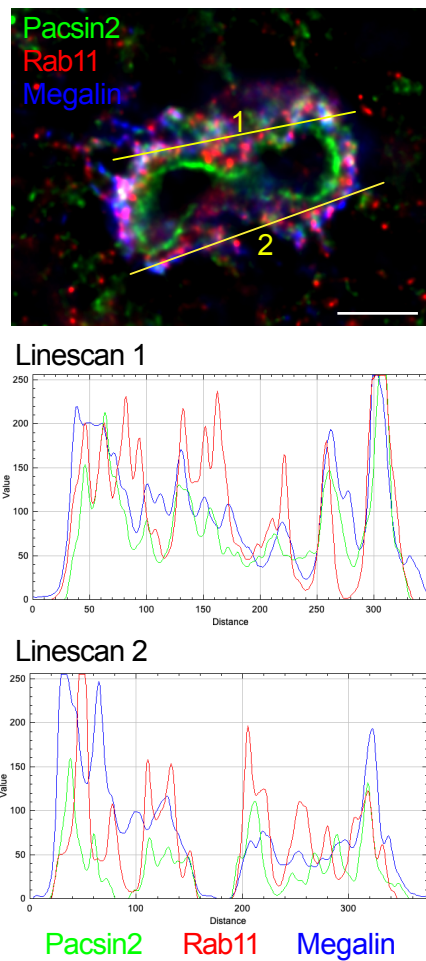 Pacsin2
Rab11
Megalin
1
2
Linescan 1
250
200
150
100
50
0
Value
0 50 100 150 200 250 300
Distance
Linescan 2
250
200
150
100
50
0
Value
0 100 200 300
Distance
Pacsin2 Rab11 Megalin